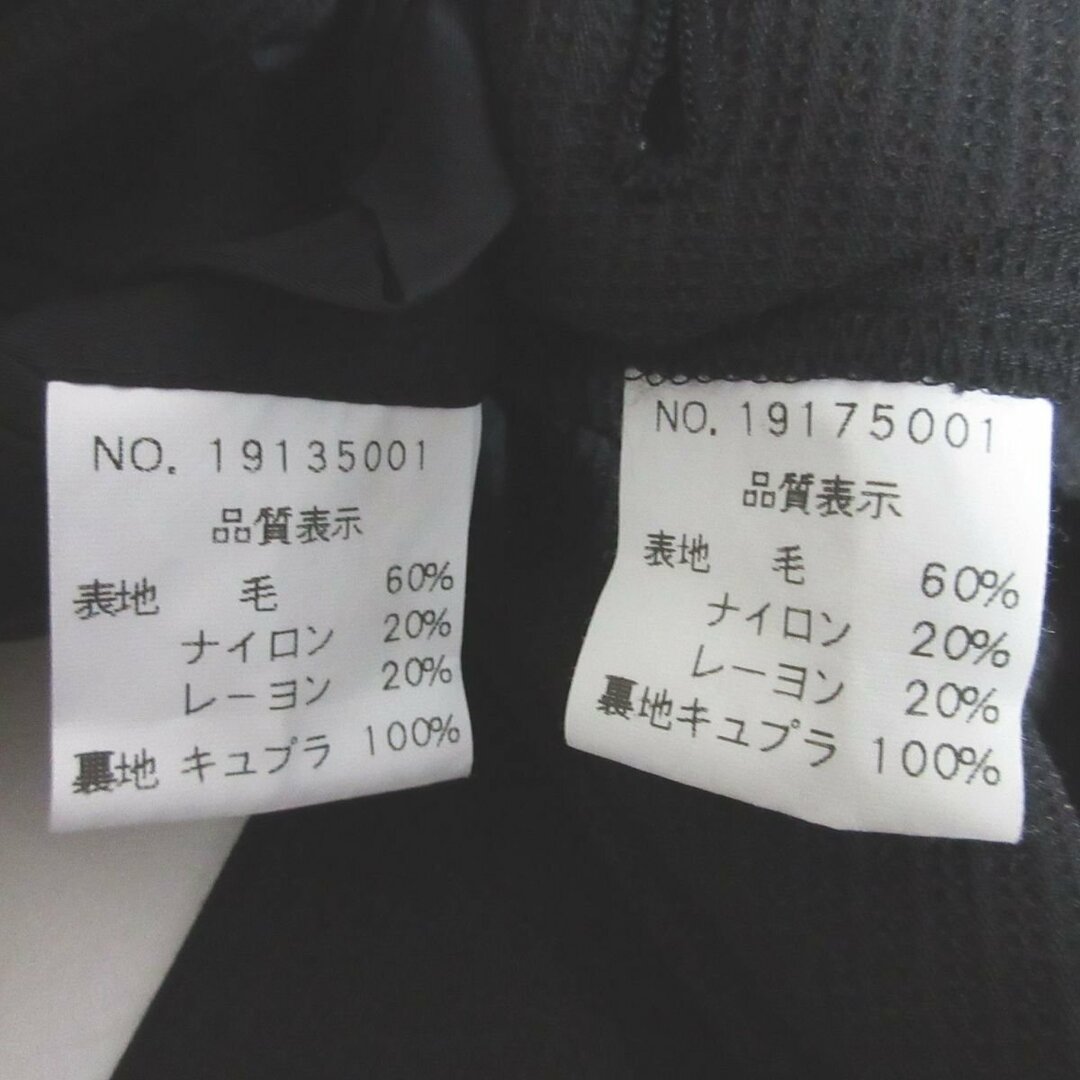 NO. 19135001
品質表示
表地 毛 60%
ナイロン 20%
レーヨン 20%
裏地 キュプラ 100%
NO. 19175001
品質表示
表地 毛 60%
ナイロン 20%
レーヨン 20%
裏地キュプラ 100%